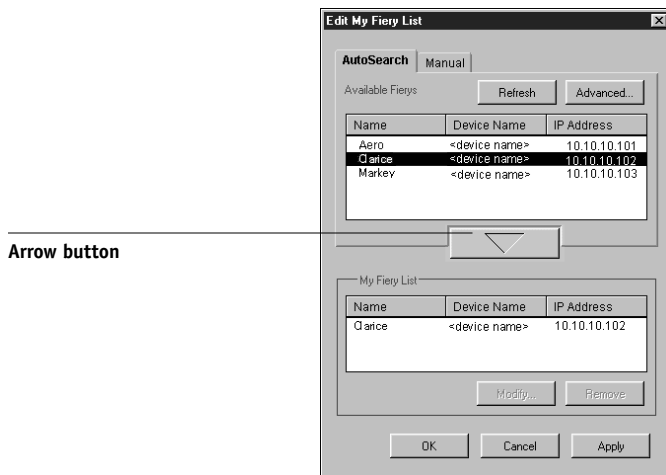 Edit My Fiery List
AutoSearch Manual
Available Fierys Refresh Advanced...
Name Device Name IP Address
Aero <device name> 10.10.10.101
Clarice <device name> 10.10.10.102
Markey <device name> 10.10.10.103
Arrow button
My Fiery List
Name Device Name IP Address
Clarice <device name> 10.10.10.102
Modify... Remove
OK Cancel Apply